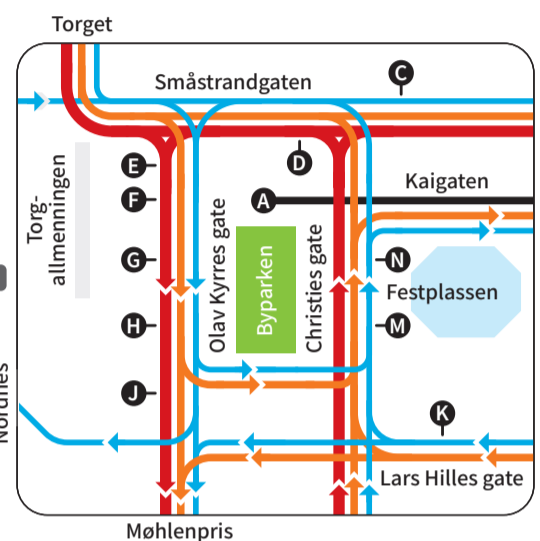 Torget
Småstrandgaten
C
D
E
F
A
Kaigaten
Torg-
allmenningen
G
Olav Kyrres gate
Byparken
Christies gate
N
Festplassen
H
M
J
Nordnes
K
Lars Hilles gate
Møhlenpris